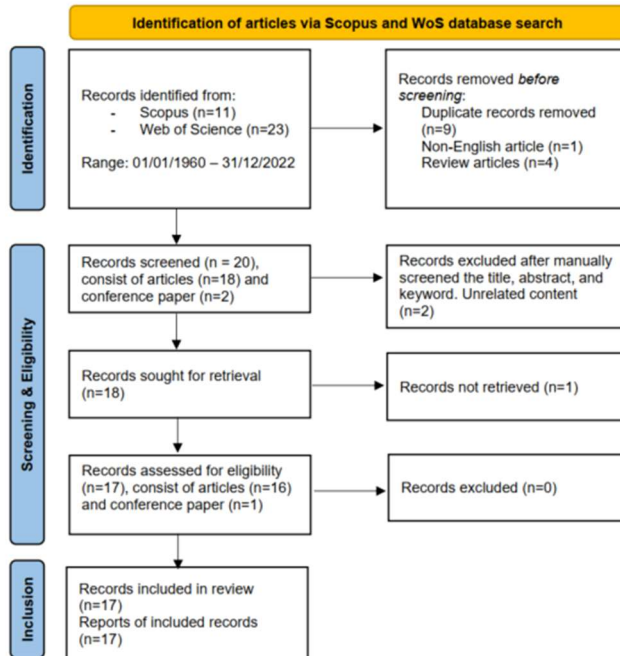 Identification of articles via Scopus and WoS database search
Identification
Records identified from:
- Scopus (n=11)
- Web of Science (n=23)
Range: 01/01/1960 – 31/12/2022
Records removed before
screening:
Duplicate records removed
(n=9)
Non-English article (n=1)
Review articles (n=4)
Screening & Eligibility
Records screened (n = 20),
consist of articles (n=18) and
conference paper (n=2)
Records excluded after manually
screened the title, abstract, and
keyword. Unrelated content
(n=2)
Records sought for retrieval
(n=18)
Records not retrieved (n=1)
Records assessed for eligibility
(n=17), consist of articles (n=16)
and conference paper (n=1)
Records excluded (n=0)
Inclusion
Records included in review
(n=17)
Reports of included records
(n=17)